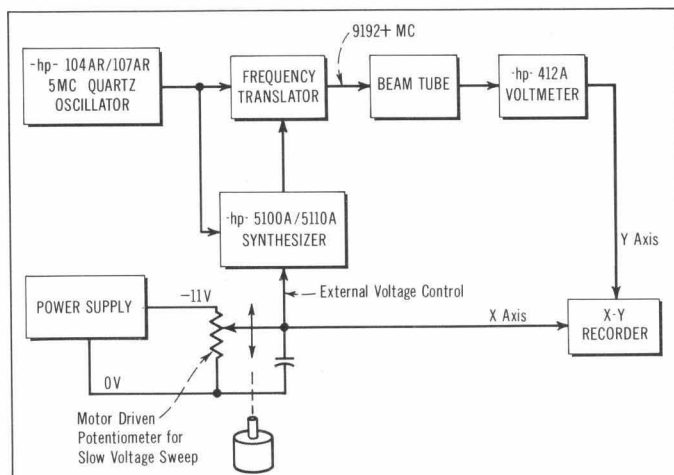 9192+ MC
-hp- 104AR/107AR
5MC QUARTZ
OSCILLATOR
FREQUENCY
TRANSLATOR
BEAM TUBE
-hp- 412A
VOLTMETER
-hp- 5100A/5110A
SYNTHESIZER
Y Axis
External Voltage Control
POWER SUPPLY
-11V
X Axis
X-Y
RECORDER
0V
Motor Driven
Potentiometer for
Slow Voltage Sweep